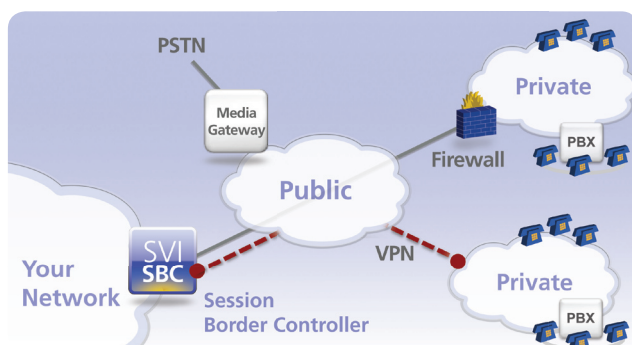 PSTN
Media
Gateway
Private
PBX
Firewall
Public
SVI
SBC
Your
Network
Session
Border Controller
VPN
Private
PBX